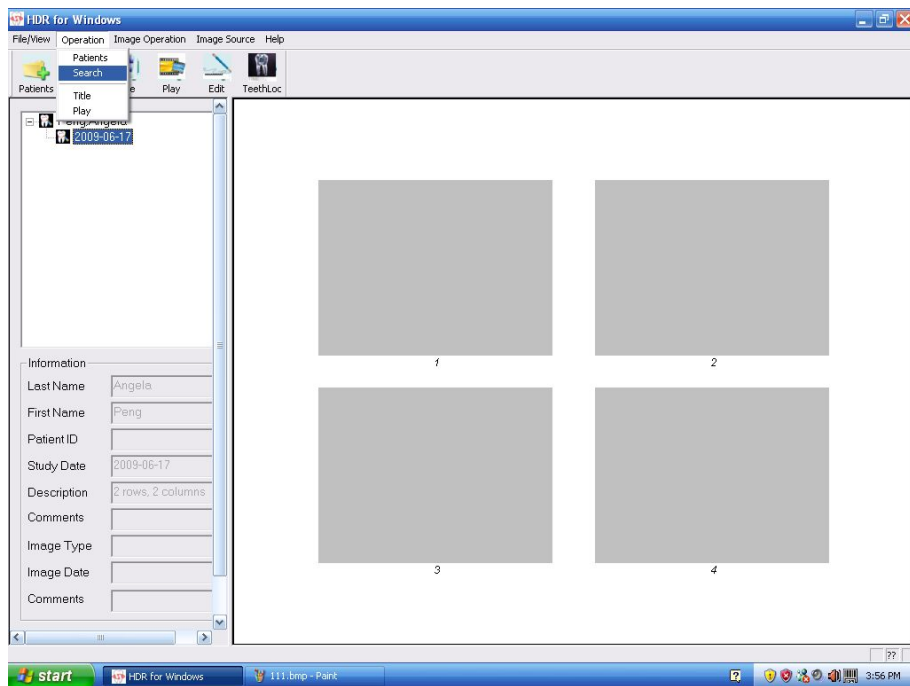 HDR for Windows
File/View Operation Image Operation Image Source Help
Patients
Search
Title
Play
Patients
Play
Edit
TeethLoc
2009-06-17
1
2
3
4
Information
Last Name Angela
First Name Peng
Patient ID
Study Date 2009-06-17
Description 2 rows, 2 columns
Comments
Image Type
Image Date
Comments
??
start HDR for Windows 111.bmp - Paint 3:56 PM